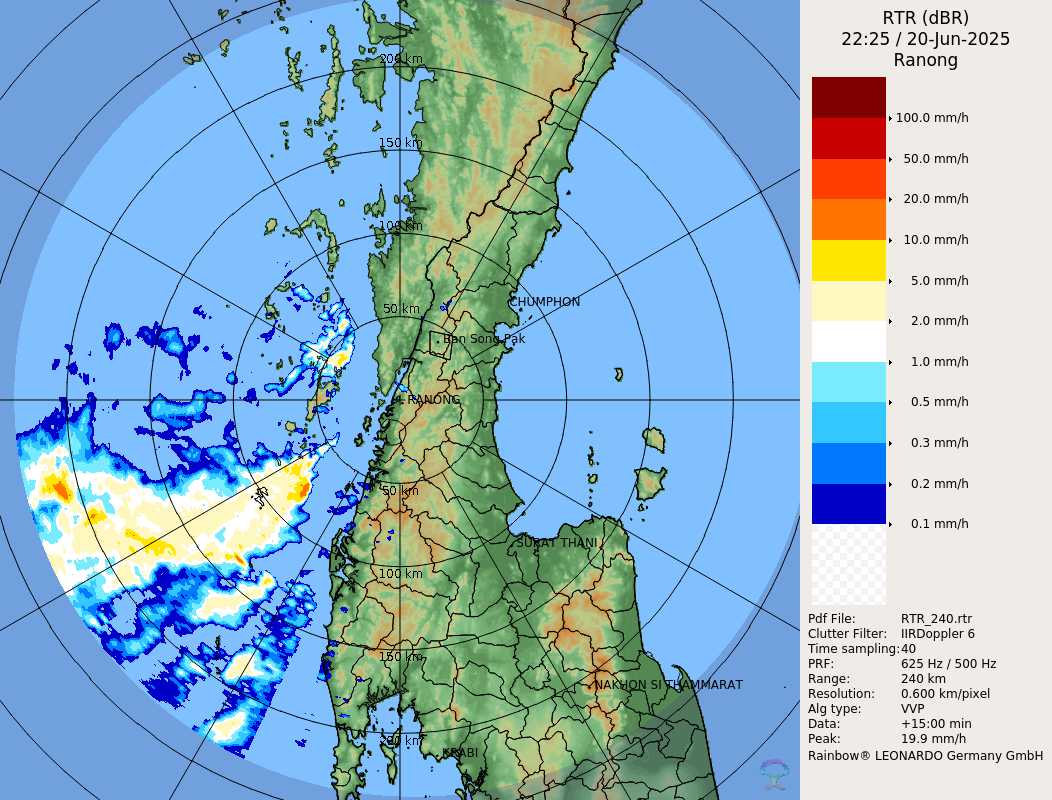 RTR (dBR)
22:25 / 20-Jun-2025
Ranong
100.0 mm/h
50.0 mm/h
20.0 mm/h
10.0 mm/h
5.0 mm/h
2.0 mm/h
1.0 mm/h
0.5 mm/h
0.3 mm/h
0.2 mm/h
0.1 mm/h
Pdf File: RTR_240.rtr
Clutter Filter: IIRDoppler 6
Time sampling:40
PRF: 625 Hz / 500 Hz
Range: 240 km
Resolution: 0.600 km/pixel
Alg type: VVP
Data: +15:00 min
Peak: 19.9 mm/h
Rainbow® LEONARDO Germany GmbH
200 km
150 km
100 km
CHUMPHON
50 km
Ban Song Pak
RANONG
50 km
SURAT THANI
100 km
150 km
NAKHON SI THAMMARAT
200 km
KRABI